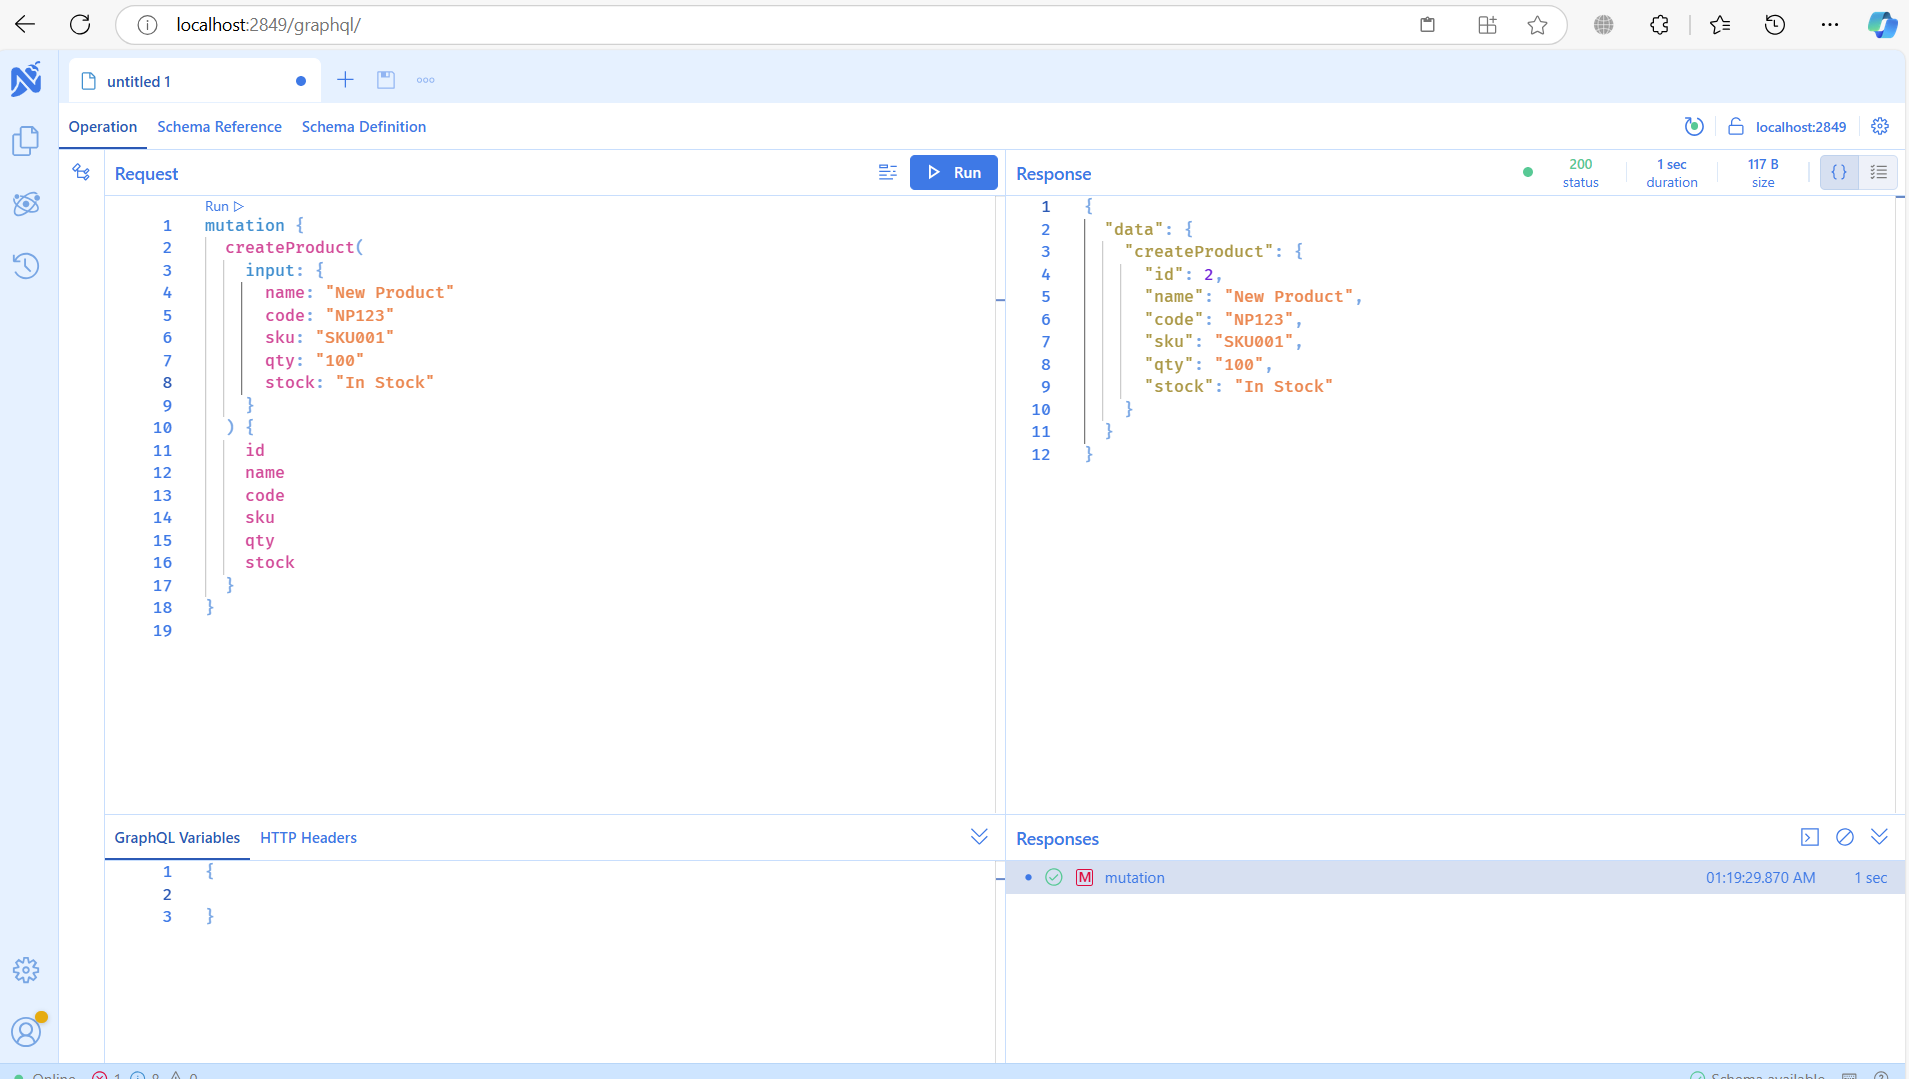 localhost:2849/graphql/
untitled 1
Operation Schema Reference Schema Definition
localhost:2849
Request
Run
Run
1 mutation {
2 createProduct(
3 input: {
4 name: "New Product"
5 code: "NP123"
6 sku: "SKU001"
7 qty: "100"
8 stock: "In Stock"
9 }
10 ) {
11 id
12 name
13 code
14 sku
15 qty
16 stock
17 }
18 }
19
Response
200 status
1 sec duration
117 B size
1 {
2 "data": {
3 "createProduct": {
4 "id": 2,
5 "name": "New Product",
6 "code": "NP123",
7 "sku": "SKU001",
8 "qty": "100",
9 "stock": "In Stock"
10 }
11 }
12 }
GraphQL Variables HTTP Headers
1 {
2
3 }
Responses
M mutation 01:19:29.870 AM 1 sec
Online 1 8 0
Schema available